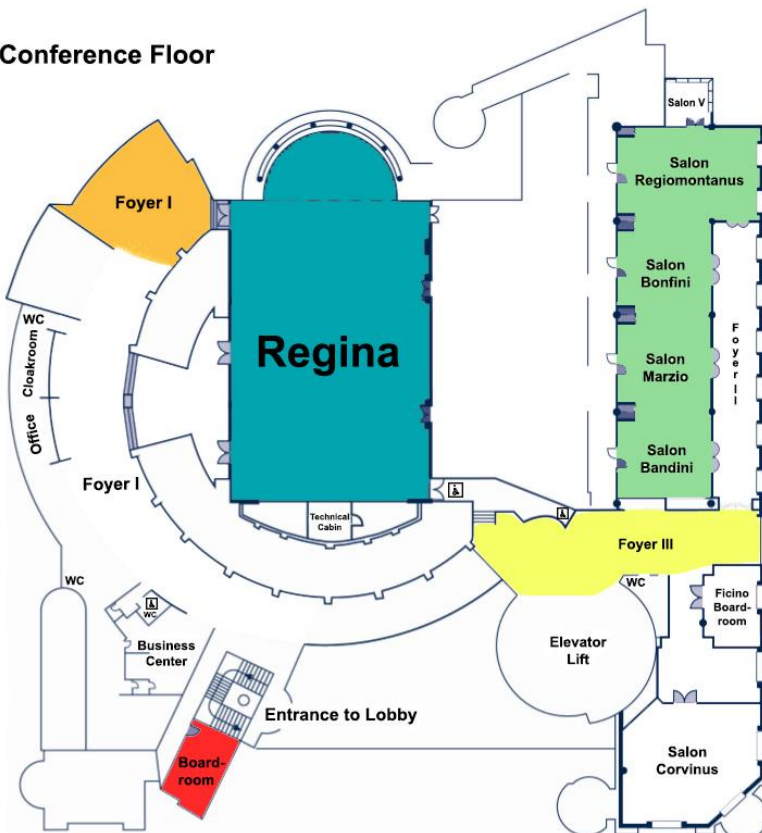 Conference Floor
Salon V
Salon
Regiomontanus
Foyer I
Salon
Bonfini
WC
Cloakroom
Office
Regina
Foyer II
Salon
Marzio
Salon
Bandini
Foyer I
Technical
Cabin
Foyer III
WC
WC
Ficino
Board-
room
WC
Business
Center
Elevator
Lift
Entrance to Lobby
Board-
room
Salon
Corvinus